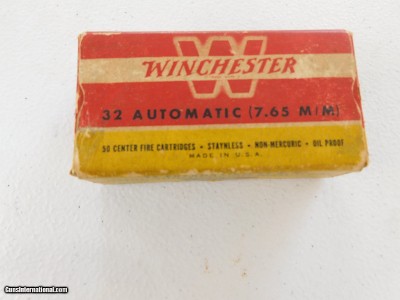 W
WINCHESTER
32 AUTOMATIC (7.65 M/M)
50 CENTER FIRE CARTRIDGES • STAYNLESS • NON-MERCURIC • OIL PROOF
MADE IN U.S.A.
GunsInternational.com